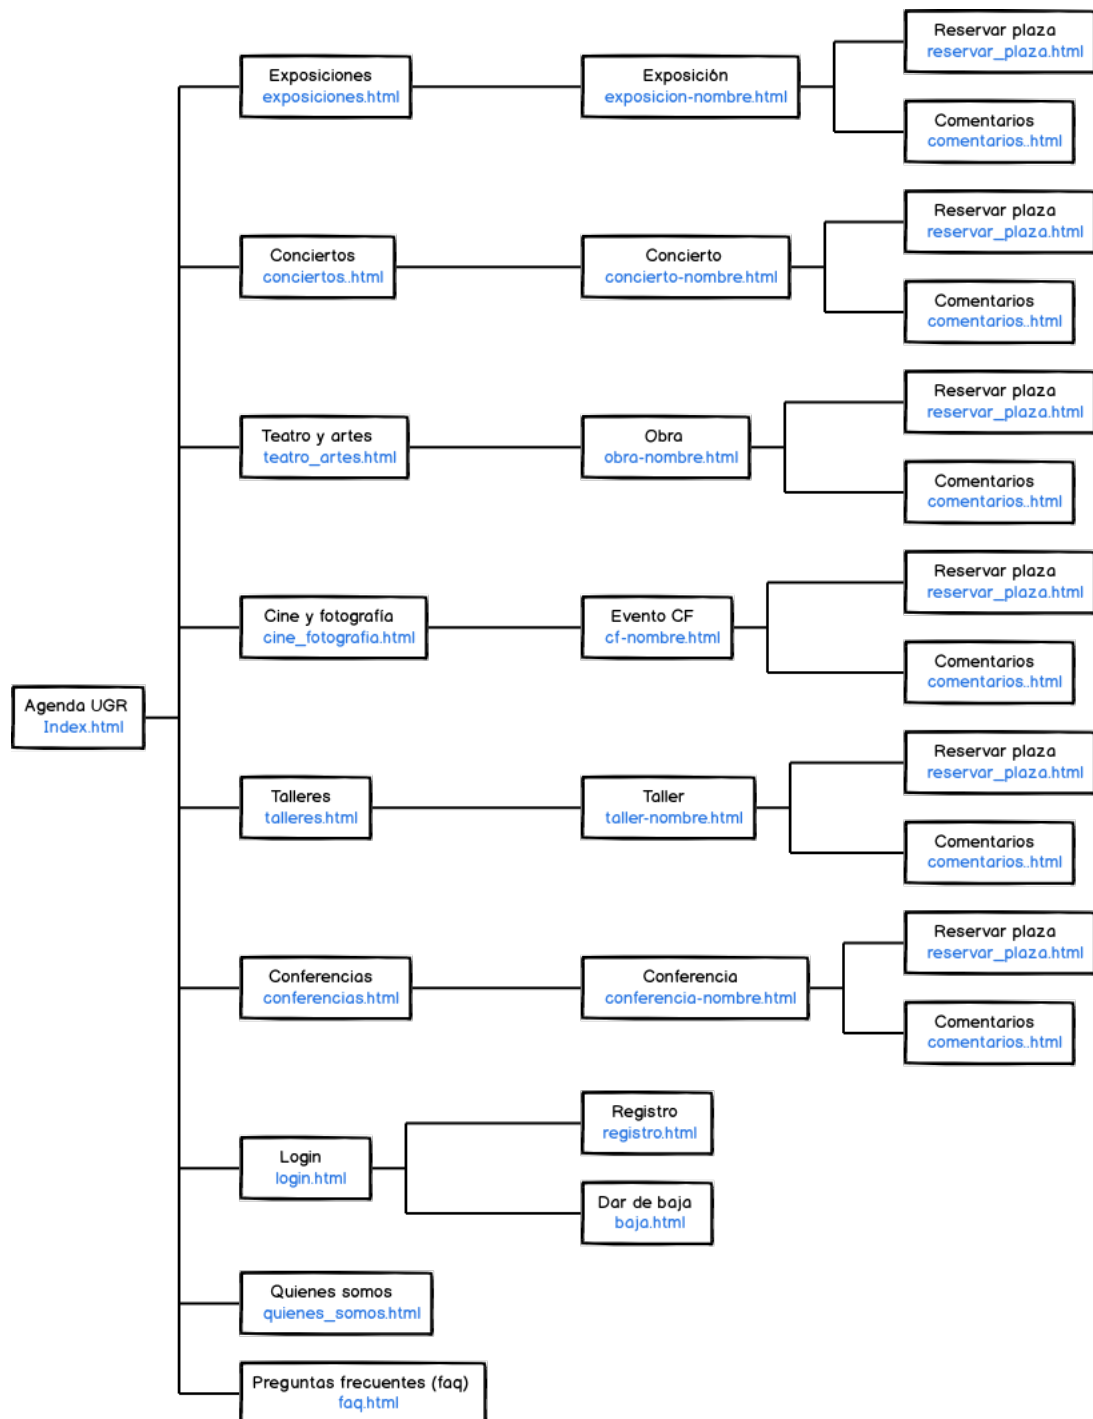 Reservar plaza
reservar_plaza.html
Exposiciones
exposiciones.html
Exposición
exposicion-nombre.html
Comentarios
comentarios..html
Reservar plaza
reservar_plaza.html
Conciertos
conciertos..html
Concierto
concierto-nombre.html
Comentarios
comentarios..html
Reservar plaza
reservar_plaza.html
Teatro y artes
teatro_artes.html
Obra
obra-nombre.html
Comentarios
comentarios..html
Reservar plaza
reservar_plaza.html
Cine y fotografía
cine_fotografia.html
Evento CF
cf-nombre.html
Comentarios
comentarios..html
Agenda UGR
Index.html
Reservar plaza
reservar_plaza.html
Talleres
talleres.html
Taller
taller-nombre.html
Comentarios
comentarios..html
Reservar plaza
reservar_plaza.html
Conferencias
conferencias.html
Conferencia
conferencia-nombre.html
Comentarios
comentarios..html
Registro
registro.html
Login
login.html
Dar de baja
baja.html
Quienes somos
quienes_somos.html
Preguntas frecuentes (faq)
faq.html